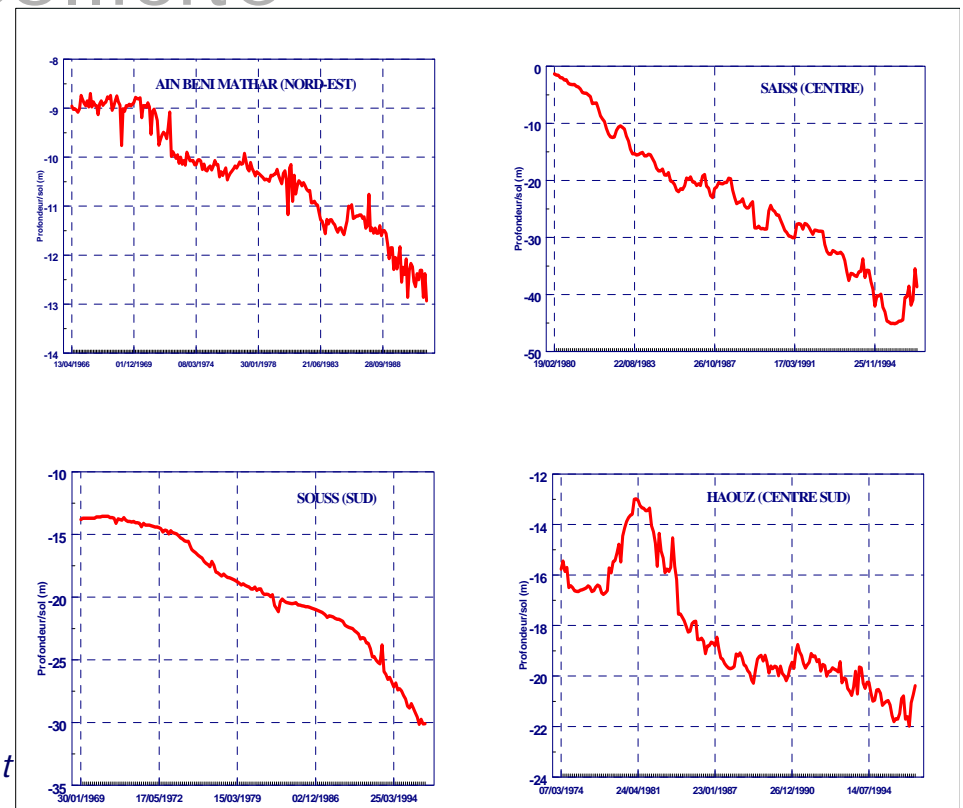 AIN BENI MATHAR (NORD-EST)
Profondeur/sol (m)
-8
-9
-10
-11
-12
-13
-14
13/04/1966 01/12/1969 08/03/1974 30/01/1978 21/06/1983 28/09/1988
SAISS (CENTRE)
Profondeur/sol (m)
0
-10
-20
-30
-40
-50
19/02/1980 22/08/1983 26/10/1987 17/03/1991 25/11/1994
SOUSS (SUD)
Profondeur/sol (m)
-10
-15
-20
-25
-30
-35
30/01/1969 17/05/1972 15/03/1979 02/12/1986 25/03/1994
HAOUZ (CENTRE SUD)
Profondeur/sol (m)
-12
-14
-16
-18
-20
-22
-24
07/03/1974 24/04/1981 23/01/1987 26/12/1990 14/07/1994
t